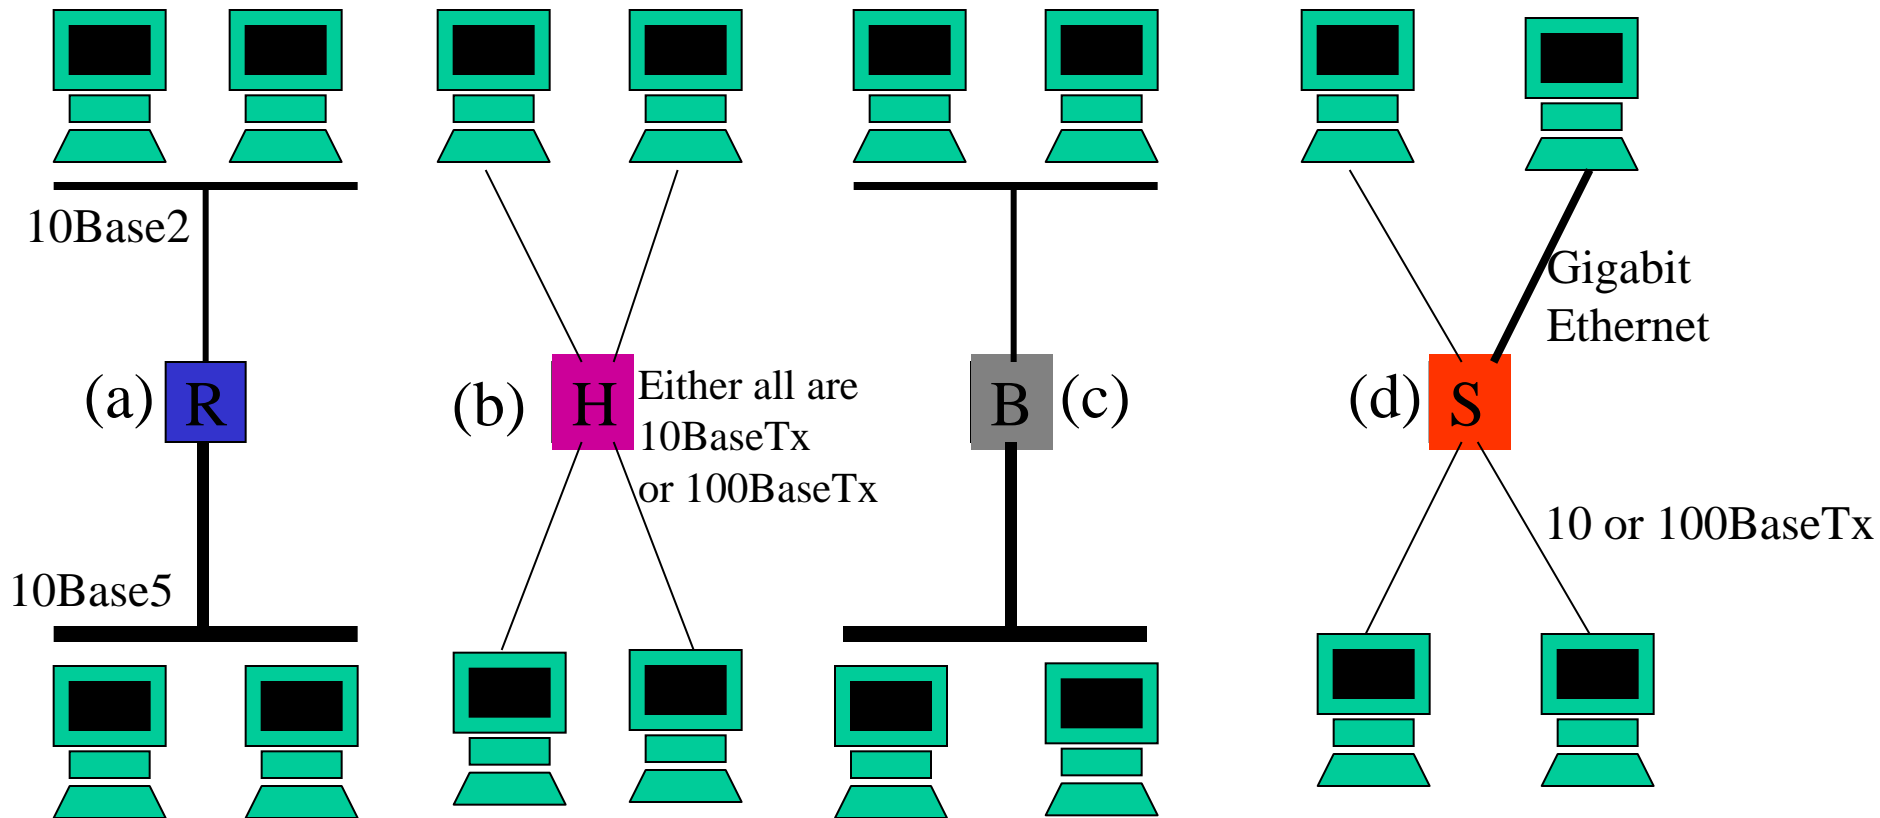 10Base2
(a)
R
10Base5
(b)
H
Either all are
10BaseTx
or 100BaseTx
B
(c)
(d)
S
Gigabit
Ethernet
10 or 100BaseTx